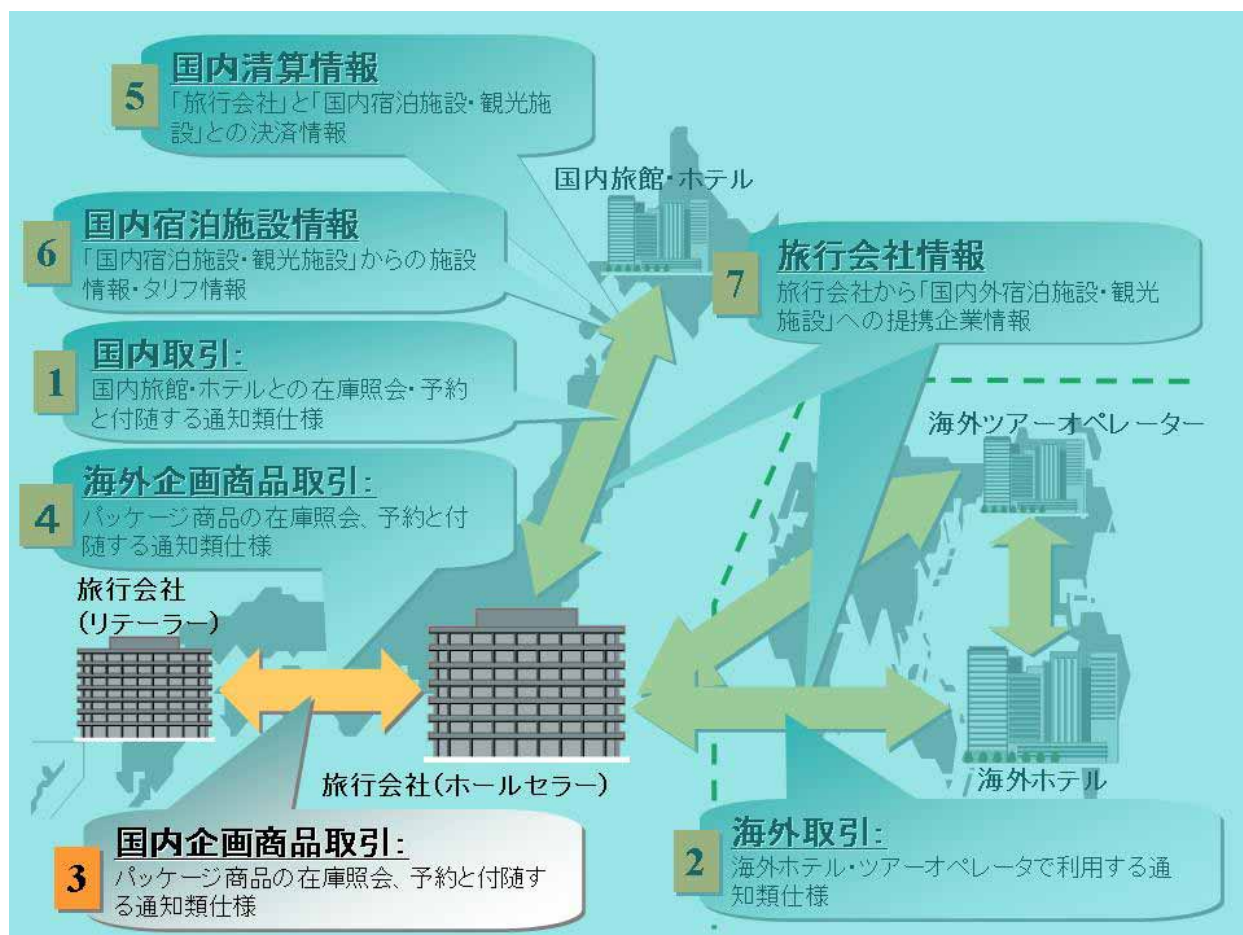 5
国内清算情報
「旅行会社」と「国内宿泊施設・観光施
設」との決済情報
国内旅館・ホテル
6
国内宿泊施設情報
「国内宿泊施設・観光施設」からの施設
情報・タリフ情報
7
旅行会社情報
旅行会社から「国内外宿泊施設・観光
施設」への提携企業情報
1
国内取引:
国内旅館・ホテルとの在庫照会・予約
と付随する通知類仕様
海外ツアーオペレーター
4
海外企画商品取引:
パッケージ商品の在庫照会、予約と付
随する通知類仕様
旅行会社
(リテーラー)
旅行会社(ホールセラー)
海外ホテル
3
国内企画商品取引:
パッケージ商品の在庫照会、予約と付随す
る通知類仕様
2
海外取引:
海外ホテル・ツアーオペレータで利用する通
知類仕様